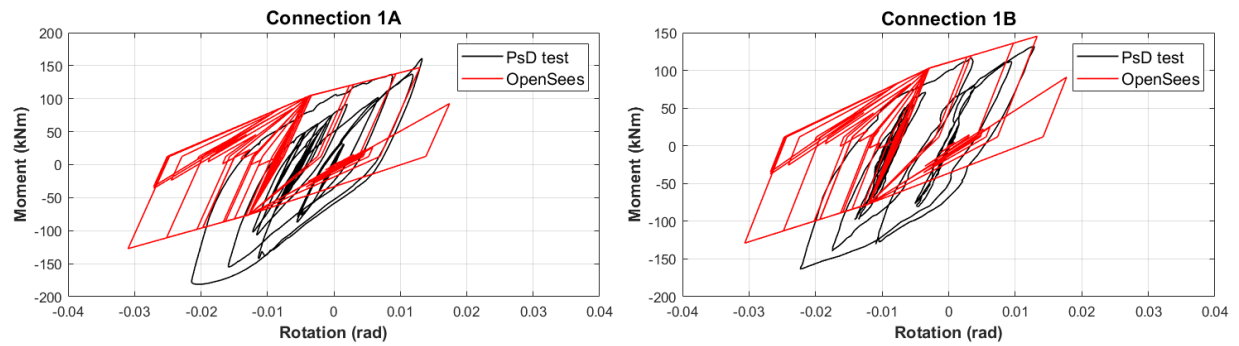 Connection 1A
200
150
100
50
0
-50
-100
-150
-200
Moment (kNm)
-0.04 -0.03 -0.02 -0.01 0 0.01 0.02 0.03 0.04
Rotation (rad)
PsD test
OpenSees
Connection 1B
150
100
50
0
-50
-100
-150
-200
Moment (kNm)
-0.04 -0.03 -0.02 -0.01 0 0.01 0.02 0.03 0.04
Rotation (rad)
PsD test
OpenSees